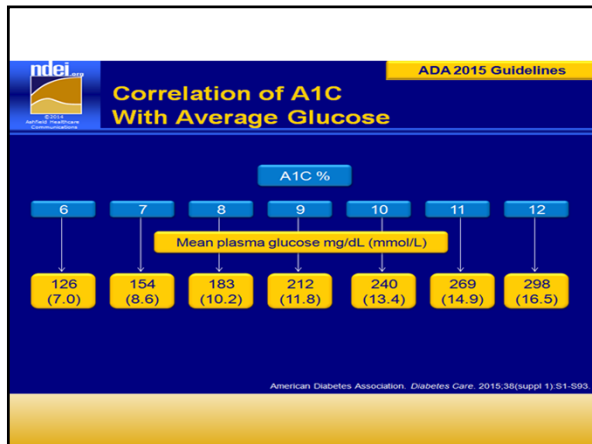 ndei.org
©2014
Ashfield Healthcare
Communications
ADA 2015 Guidelines
Correlation of A1C
With Average Glucose
A1C %
6 7 8 9 10 11 12
Mean plasma glucose mg/dL (mmol/L)
126 154 183 212 240 269 298
(7.0) (8.6) (10.2) (11.8) (13.4) (14.9) (16.5)
American Diabetes Association. Diabetes Care. 2015;38(suppl 1):S1-S93.